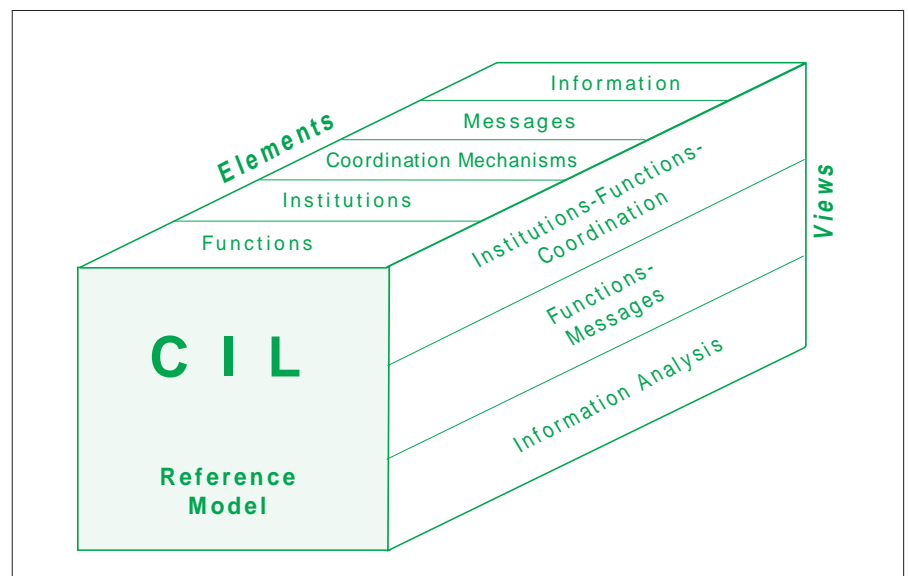 Elements
Information
Messages
Coordination Mechanisms
Institutions
Functions
Views
Institutions-Functions-
Coordination
Functions-
Messages
Information Analysis
C I L
Reference
Model